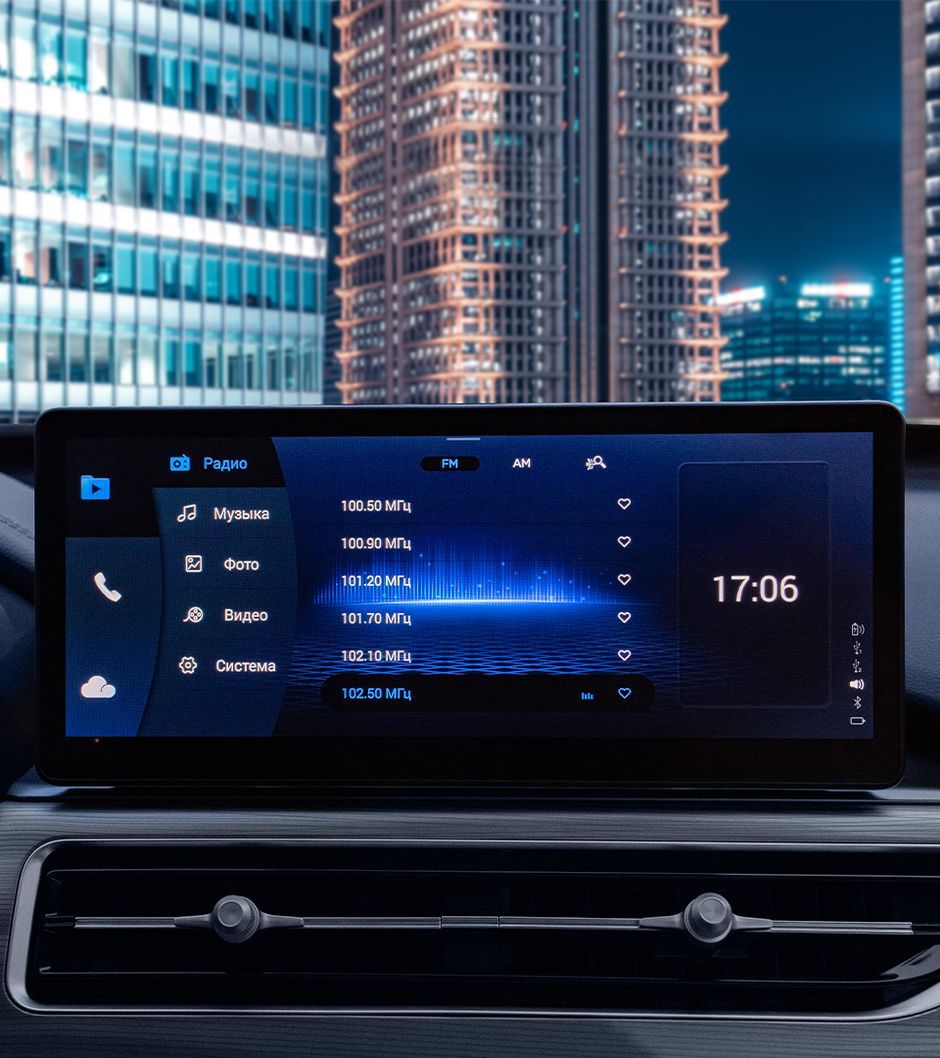 Радио
Музыка
Фото
Видео
Система
FM AM
100.50 МГц
100.90 МГц
101.20 МГц
101.70 МГц
102.10 МГц
102.50 МГц
17:06